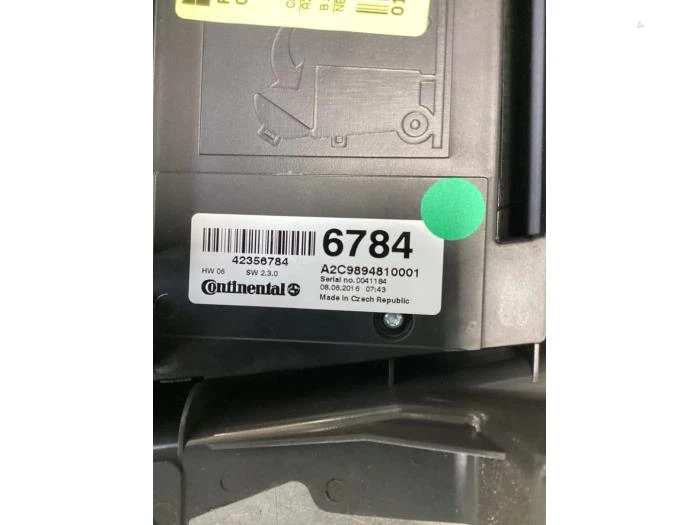 42356784
6784
HW 06 SW 2.3.0
A2C9894810001
Serial no.0041184
08.06.2016 07:43
Continental
Made in Czech Republic